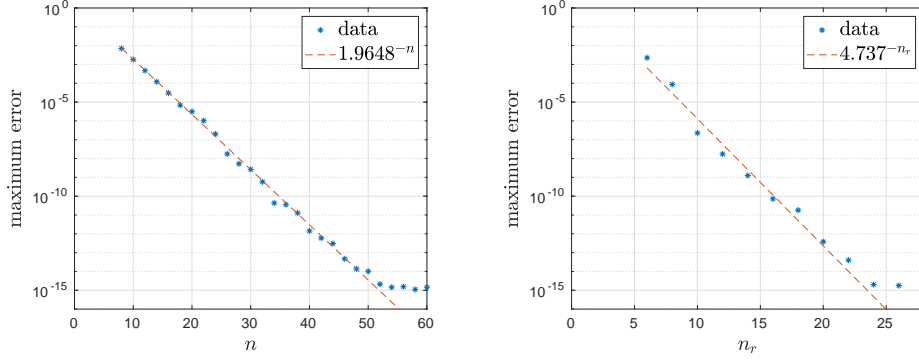 10^0
10^-5
10^-10
10^-15
maximum error
data
1.9648^-n
0 10 20 30 40 50 60
n
10^0
10^-5
10^-10
10^-15
maximum error
data
4.737^-n_r
0 5 10 15 20 25
n_r